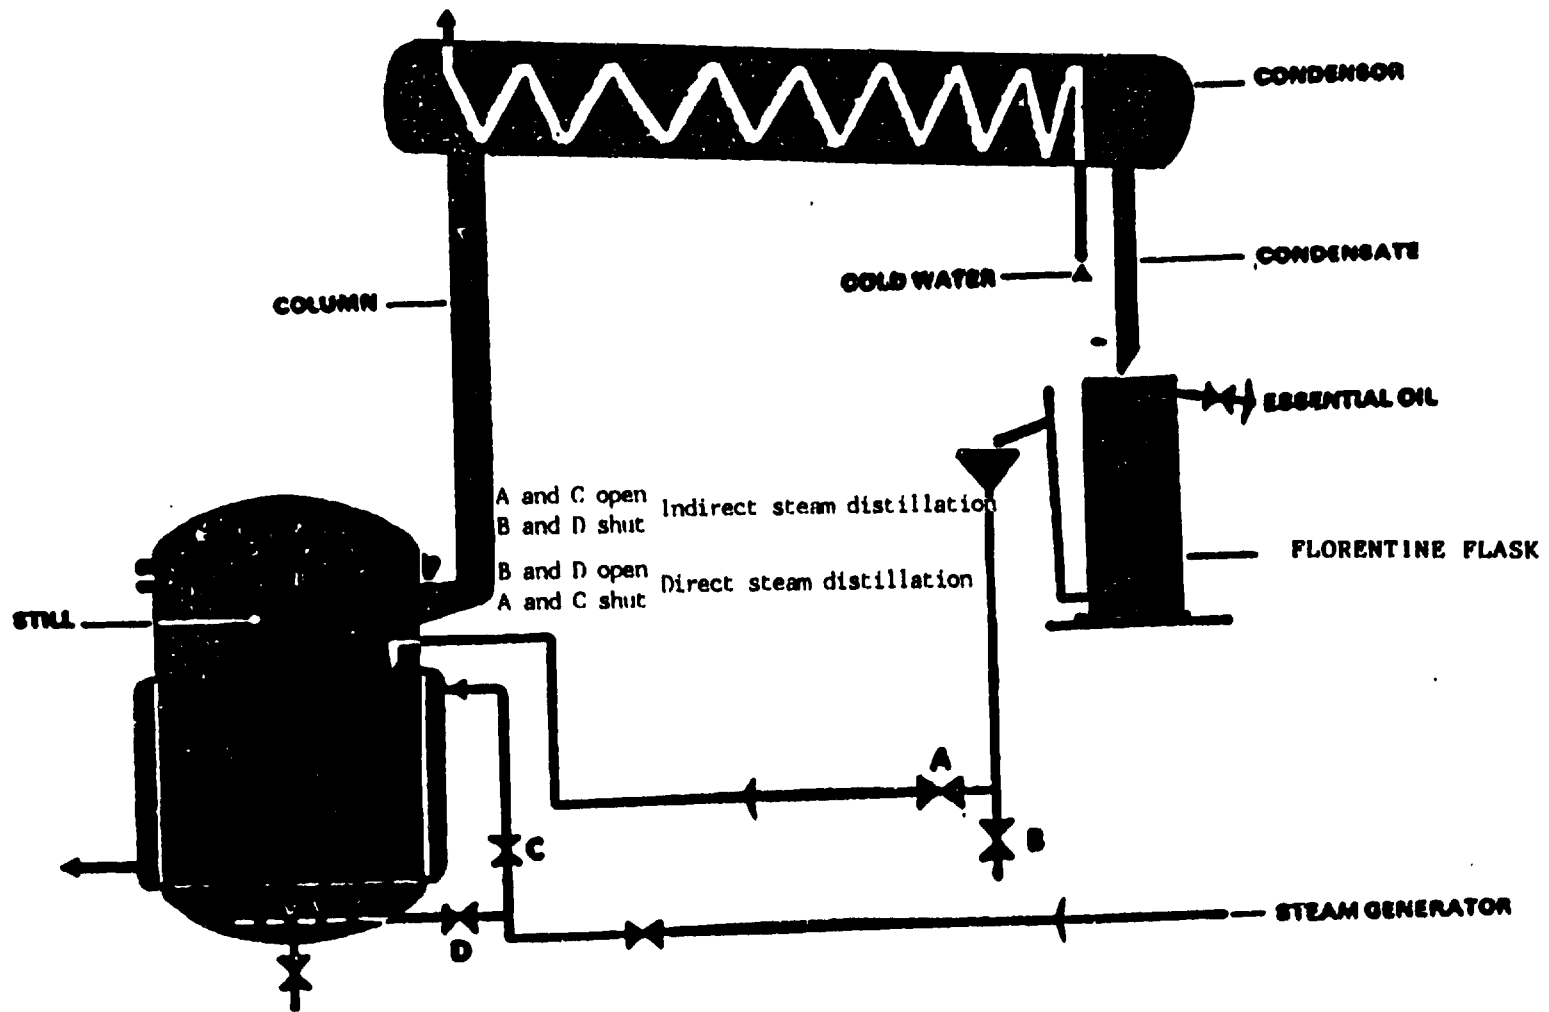 CONDENSOR
CONDENSATE
COLD WATER
COLUMN
ESSENTIAL OIL
A and C open
B and D shut
Indirect steam distillation
B and D open
A and C shut
Direct steam distillation
FLORENTINE FLASK
STILL
A
B
C
D
STEAM GENERATOR